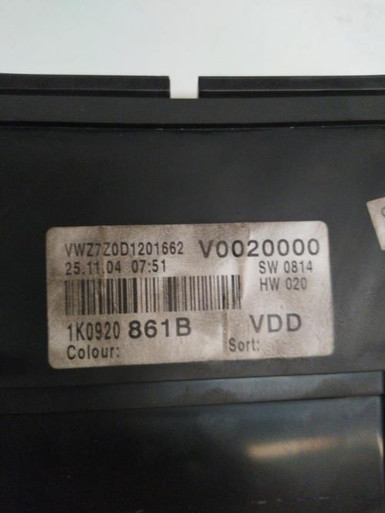 VWZ7Z0D1201662 V0020000
25.11.04 07:51 SW 0814
HW 020
1K0920 861B VDD
Colour: Sort: